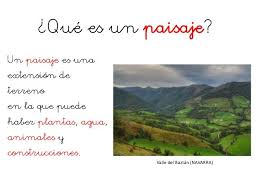 ¿Qué es un paisaje?
Un paisaje es una
extensión de
terreno
en la que puede
haber plantas, agua,
animales y
construcciones.
Valle del Baztán (NAVARRA)